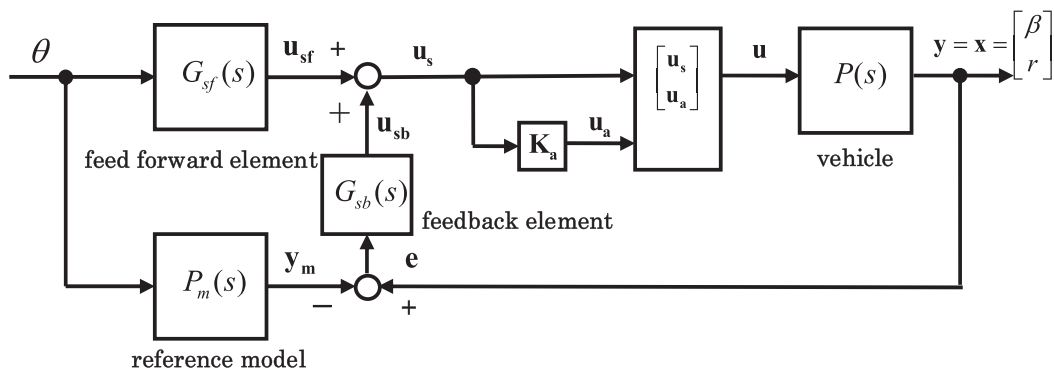 θ
G_sf(s)
feed forward element
u_sf +
+
u_sb
G_sb(s)
feedback element
u_s
K_a
u_a
[u_s
u_a]
u
P(s)
vehicle
y = x = [β
r]
P_m(s)
reference model
y_m
−
e
+